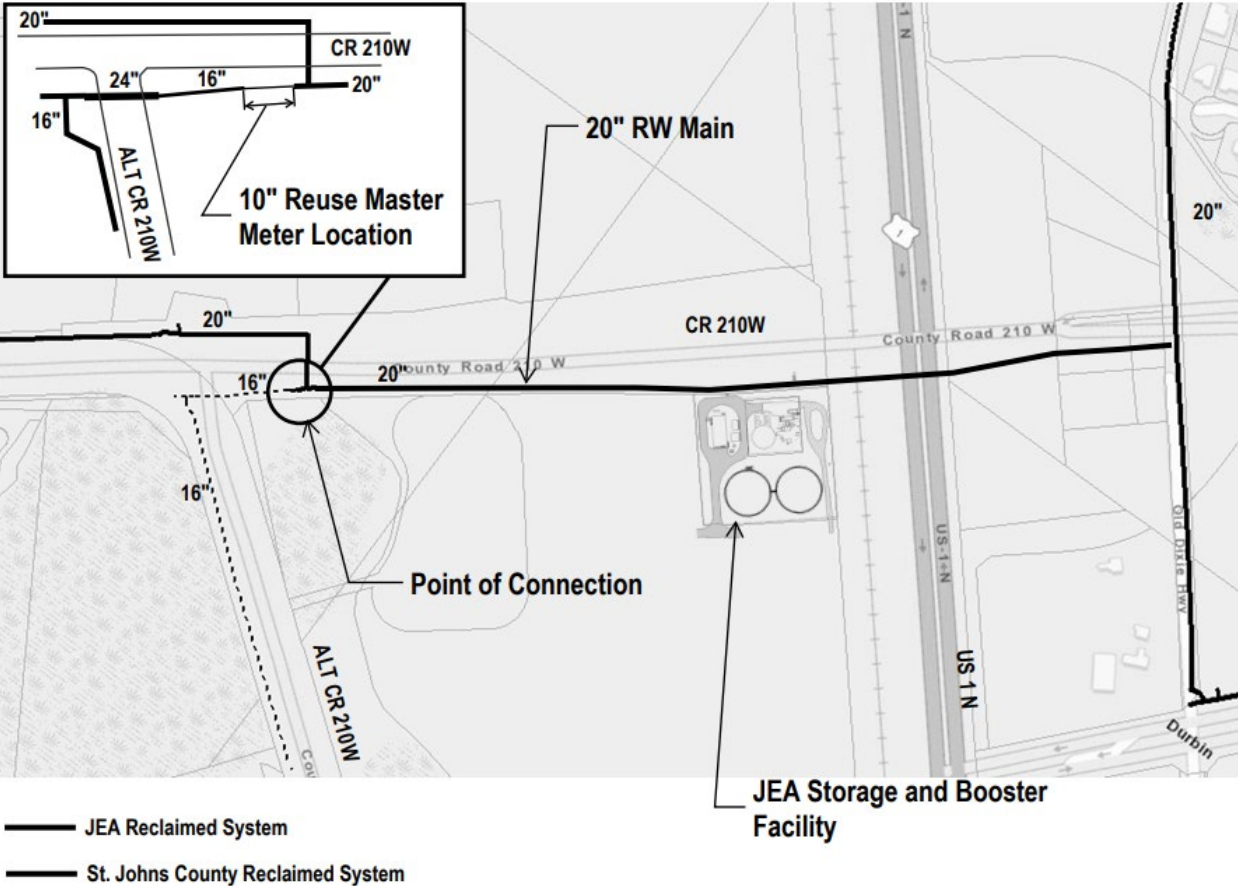 20"
CR 210W
24"
16"
20"
16"
ALT CR 210W
10" Reuse Master
Meter Location
20" RW Main
20"
20"
CR 210W
County Road 210 W
County Road 210 W
16"
20"
16"
Point of Connection
ALT CR 210W
US 1 N
Old Dixie Hwy
Durbin
JEA Storage and Booster
Facility
JEA Reclaimed System
St. Johns County Reclaimed System